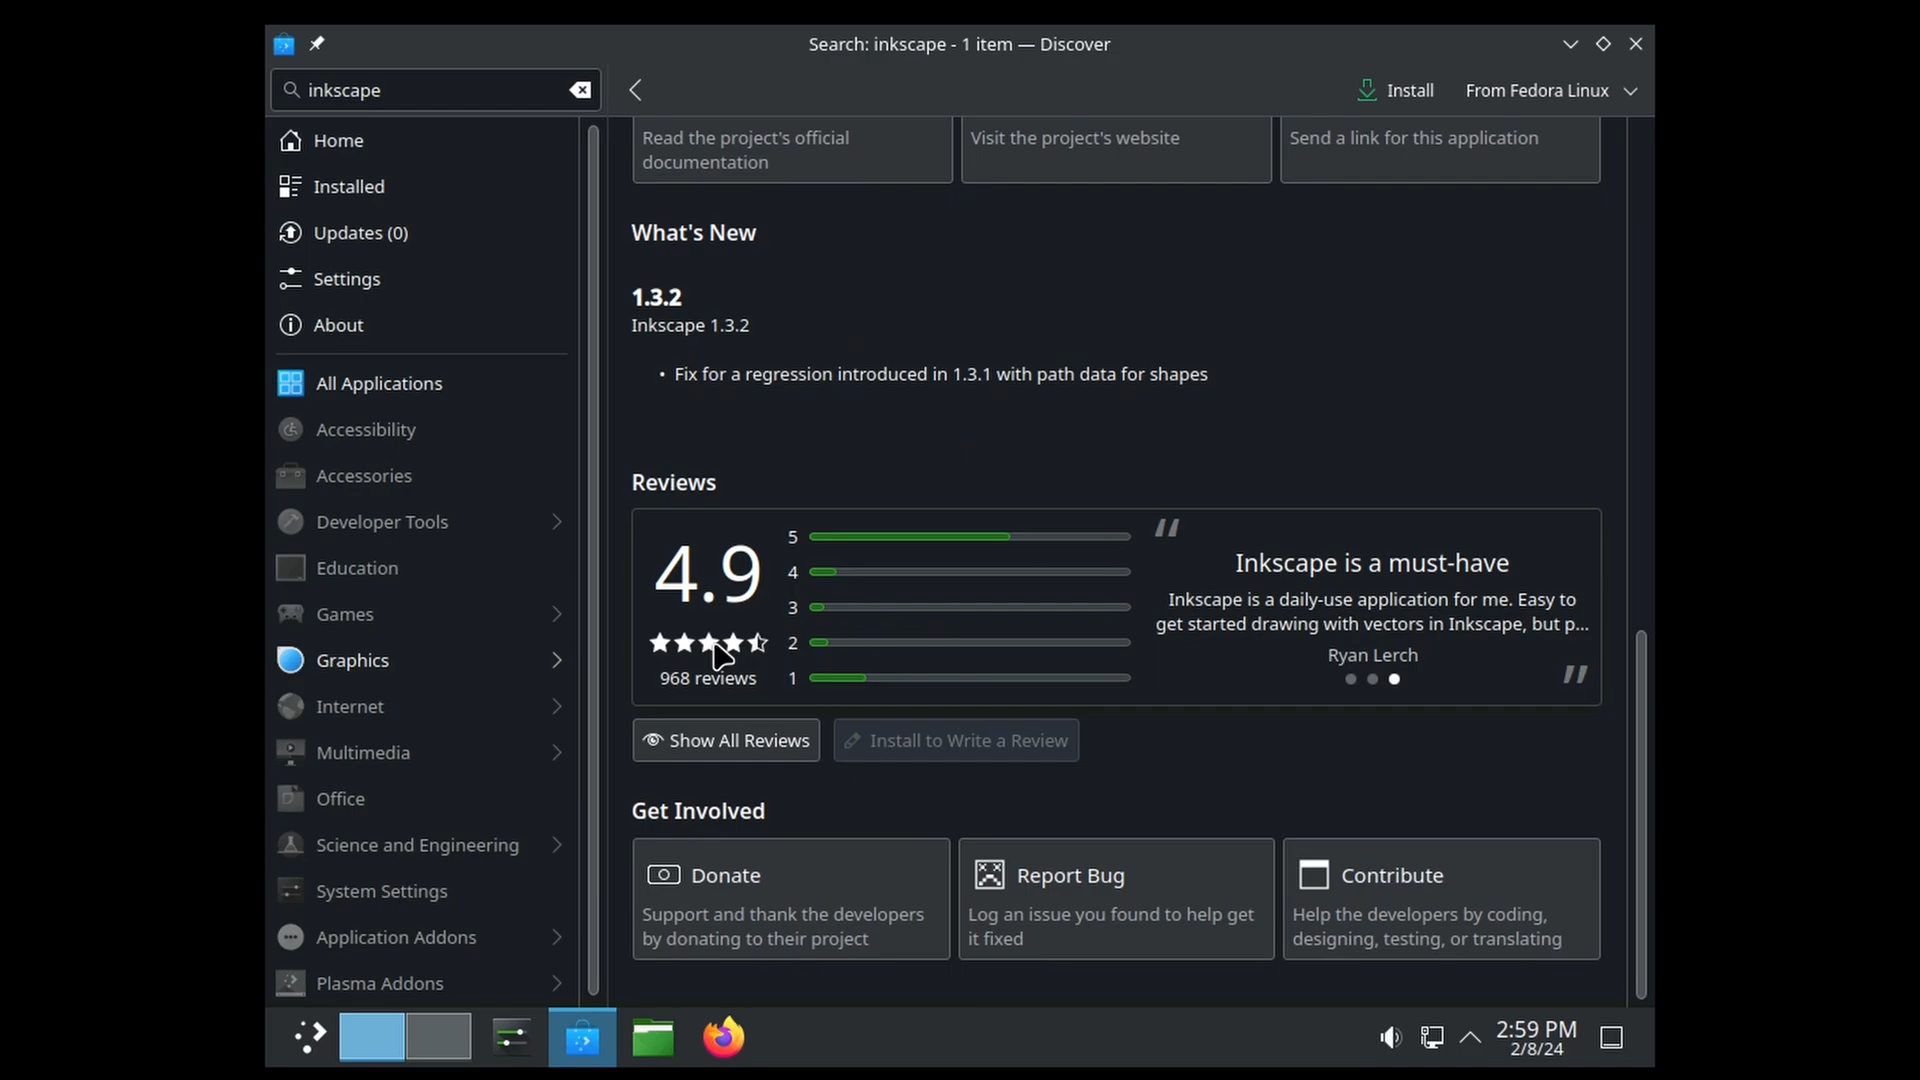 Search: inkscape - 1 item — Discover
inkscape
Install
From Fedora Linux
Home
Installed
Updates (0)
Settings
About
All Applications
Accessibility
Accessories
Developer Tools
Education
Games
Graphics
Internet
Multimedia
Office
Science and Engineering
System Settings
Application Addons
Plasma Addons
Read the project's official
documentation
Visit the project's website
Send a link for this application
What's New
1.3.2
Inkscape 1.3.2
• Fix for a regression introduced in 1.3.1 with path data for shapes
Reviews
4.9
968 reviews
5
4
3
2
1
“
Inkscape is a must-have
Inkscape is a daily-use application for me. Easy to
get started drawing with vectors in Inkscape, but p...
Ryan Lerch
”
Show All Reviews
Install to Write a Review
Get Involved
Donate
Support and thank the developers
by donating to their project
Report Bug
Log an issue you found to help get
it fixed
Contribute
Help the developers by coding,
designing, testing, or translating
2:59 PM
2/8/24